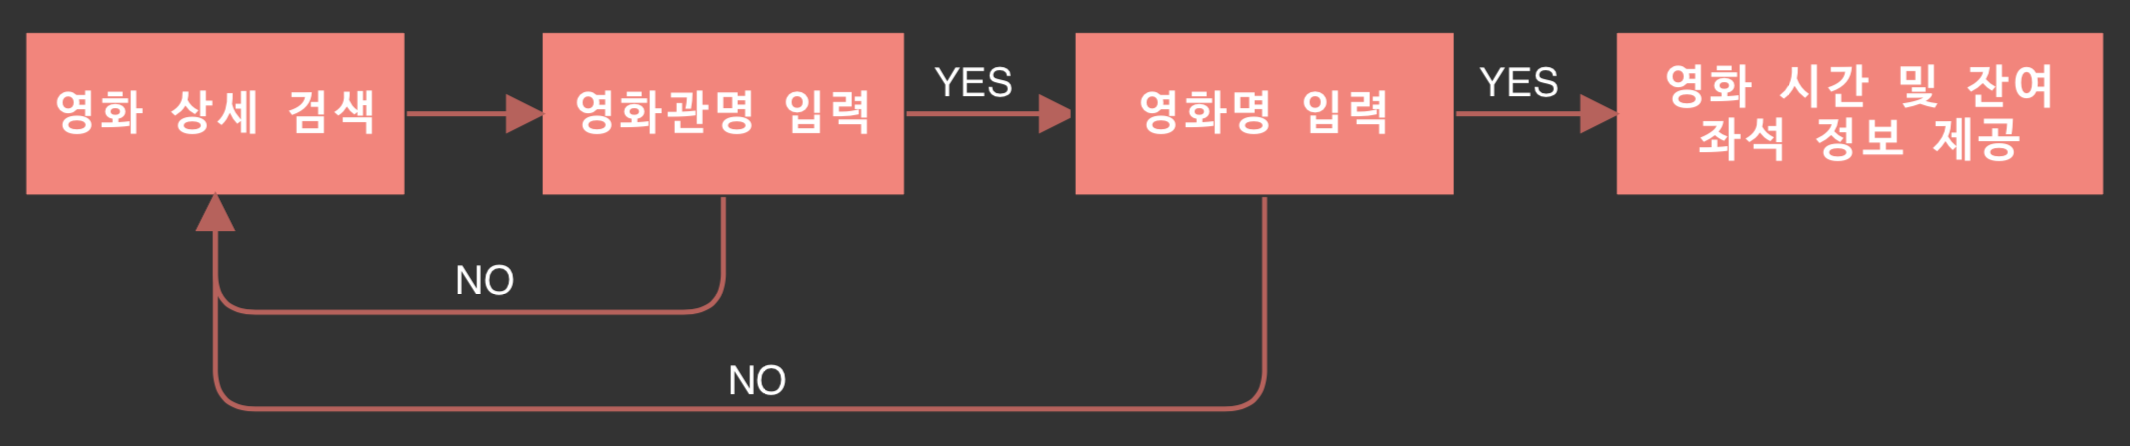 영화 상세 검색
영화관명 입력
YES
영화명 입력
YES
영화 시간 및 잔여
좌석 정보 제공
NO
NO